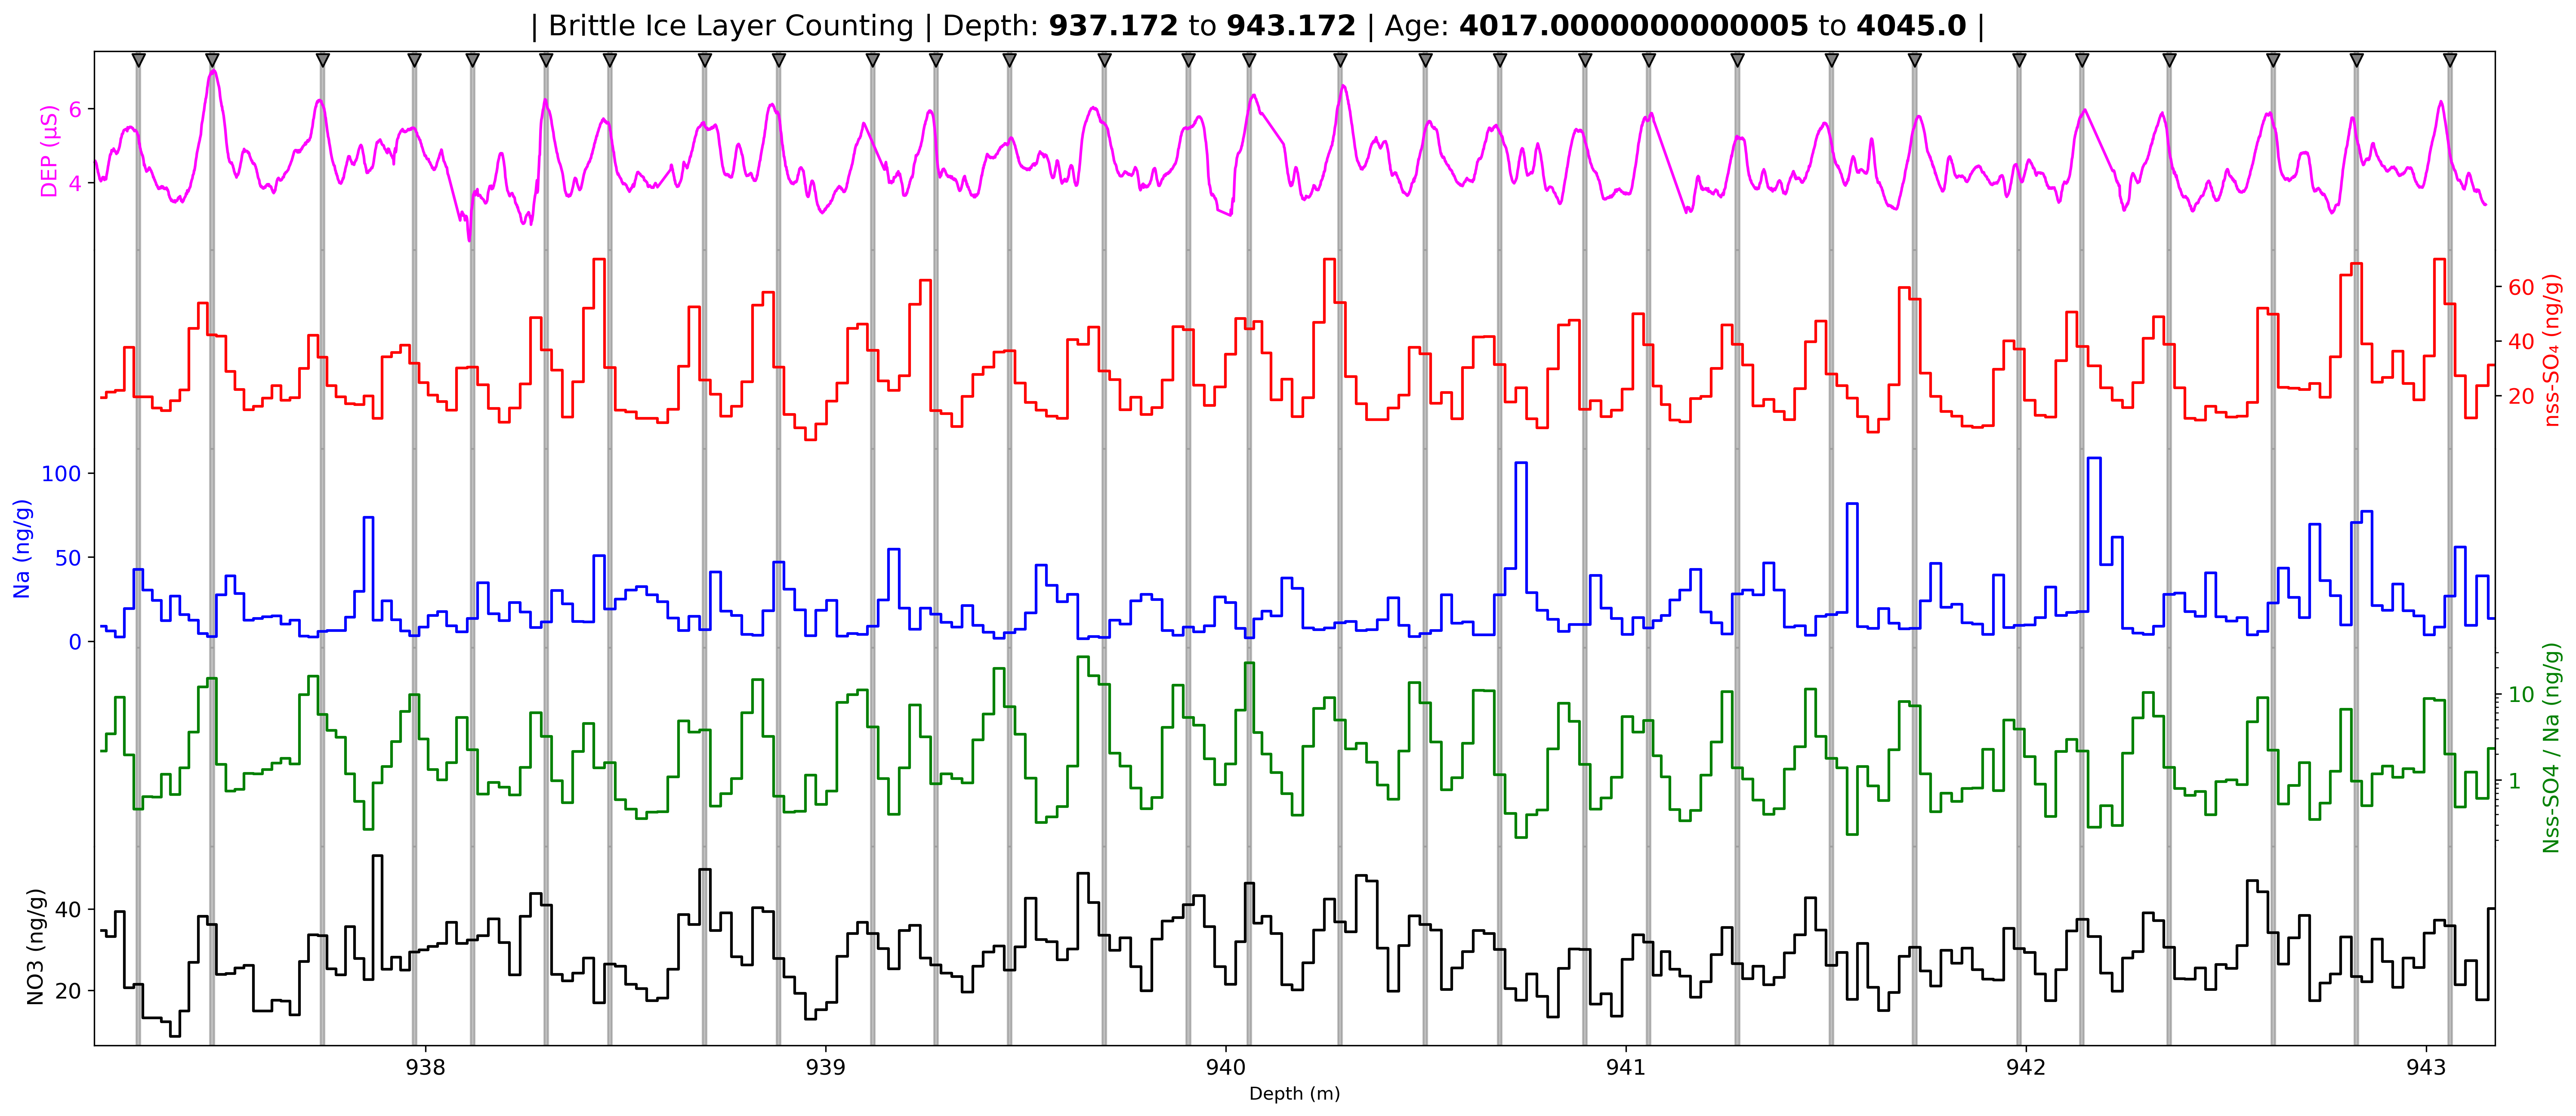 | Brittle Ice Layer Counting | Depth: 937.172 to 943.172 | Age: 4017.0000000000005 to 4045.0 |
DEP (µS)
6
4
60
40
20
nss-SO₄ (ng/g)
Na (ng/g)
100
50
0
10
1
Nss-SO4 / Na (ng/g)
NO3 (ng/g)
40
20
938
939
940
941
942
943
Depth (m)